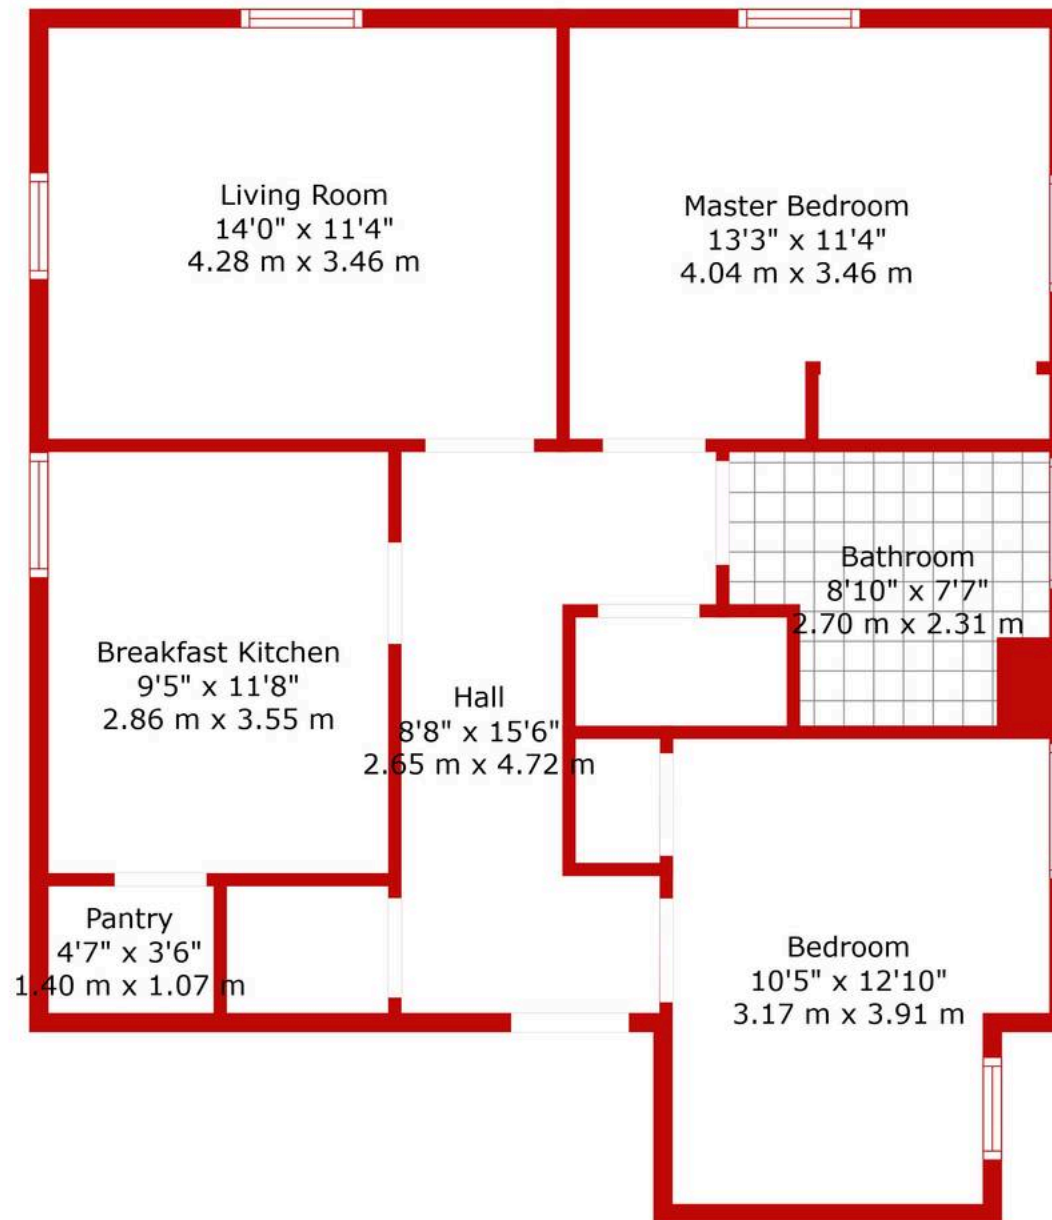 Living Room
14'0" x 11'4"
4.28 m x 3.46 m
Master Bedroom
13'3" x 11'4"
4.04 m x 3.46 m
Bathroom
8'10" x 7'7"
2.70 m x 2.31 m
Breakfast Kitchen
9'5" x 11'8"
2.86 m x 3.55 m
Hall
8'8" x 15'6"
2.65 m x 4.72 m
Pantry
4'7" x 3'6"
1.40 m x 1.07 m
Bedroom
10'5" x 12'10"
3.17 m x 3.91 m